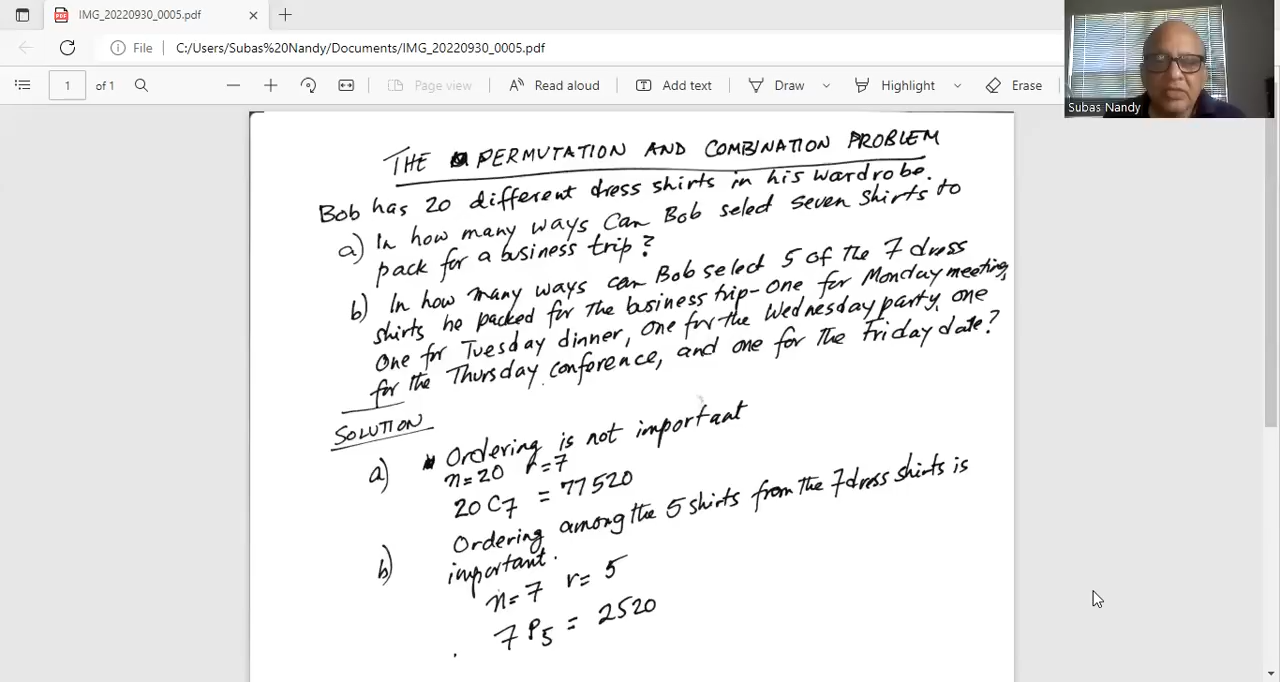 IMG_20220930_0005.pdf
File C:/Users/Subas%20Nandy/Documents/IMG_20220930_0005.pdf
1 of 1 Page view Read aloud Add text Draw Highlight Erase
Subas Nandy
THE PERMUTATION AND COMBINATION PROBLEM
Bob has 20 different dress shirts in his wardrobe.
a) In how many ways can Bob select seven shirts to
pack for a business trip?
b) In how many ways can Bob select 5 of the 7 dress
shirts he packed for the business trip - One for Monday meeting,
One for Tuesday dinner, one for the Wednesday party, one
for the Thursday conference, and one for the Friday date?
SOLUTION
a) Ordering is not important
n=20 r=7
20C7 = 77520
b) Ordering among the 5 shirts from the 7 dress shirts is
important.
n=7 r=5
7P5 = 2520